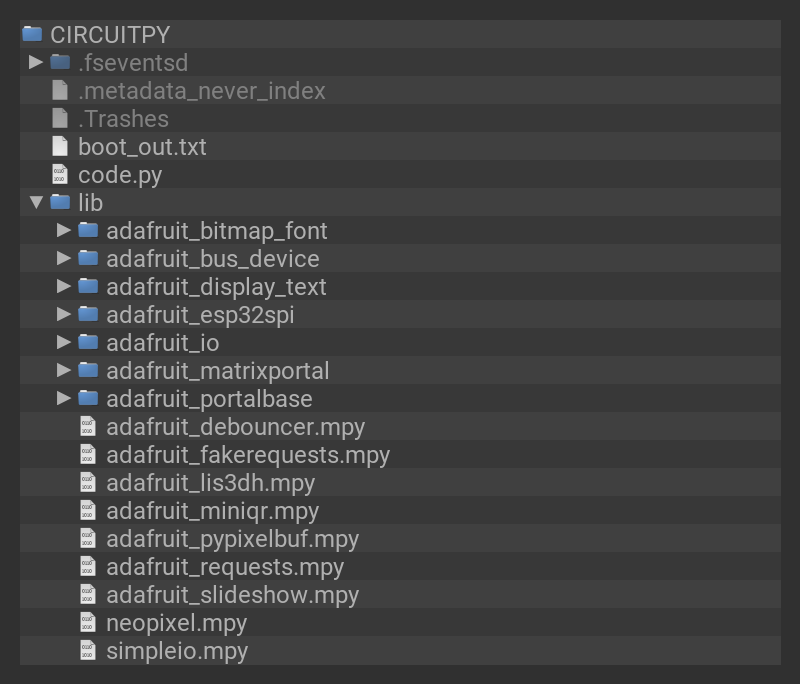 CIRCUITPY
.fseventsd
.metadata_never_index
.Trashes
boot_out.txt
code.py
lib
adafruit_bitmap_font
adafruit_bus_device
adafruit_display_text
adafruit_esp32spi
adafruit_io
adafruit_matrixportal
adafruit_portalbase
adafruit_debouncer.mpy
adafruit_fakerequests.mpy
adafruit_lis3dh.mpy
adafruit_miniqr.mpy
adafruit_pypixelbuf.mpy
adafruit_requests.mpy
adafruit_slideshow.mpy
neopixel.mpy
simpleio.mpy